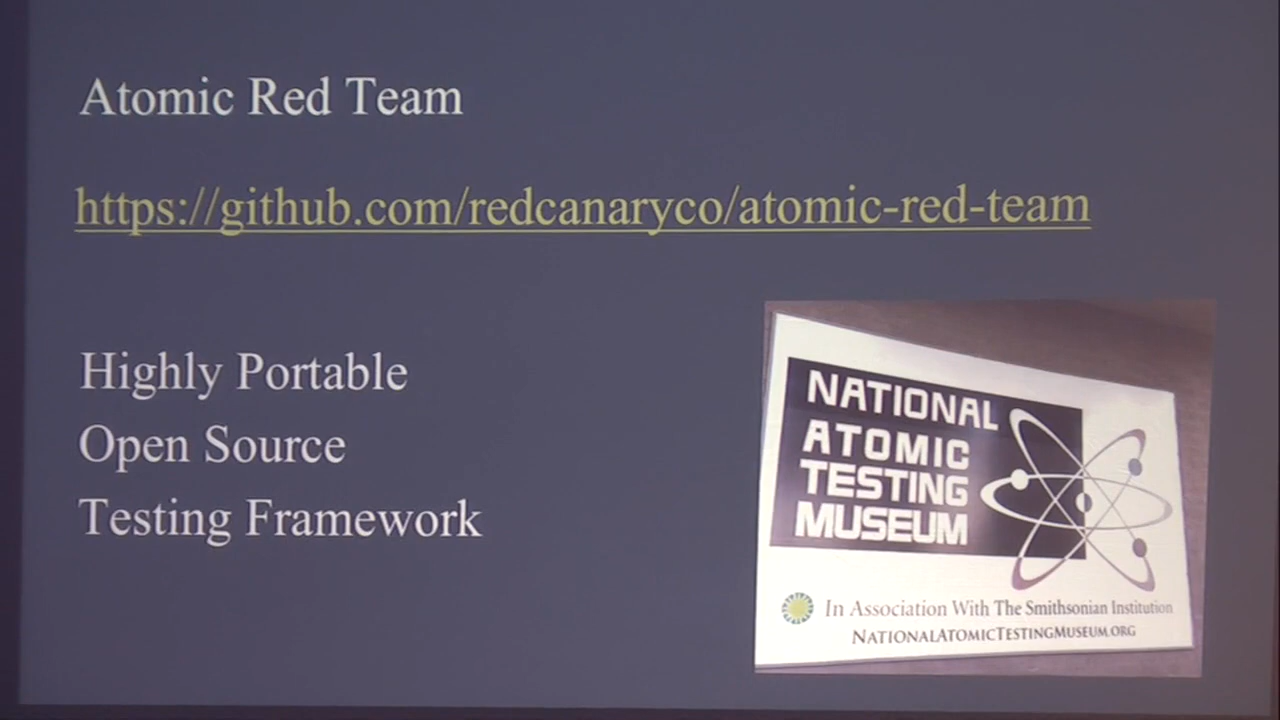 Atomic Red Team
https://github.com/redcanaryco/atomic-red-team
Highly Portable
Open Source
Testing Framework
NATIONAL
ATOMIC
TESTING
MUSEUM
In Association With The Smithsonian Institution
NATIONALATOMICTESTINGMUSEUM.ORG